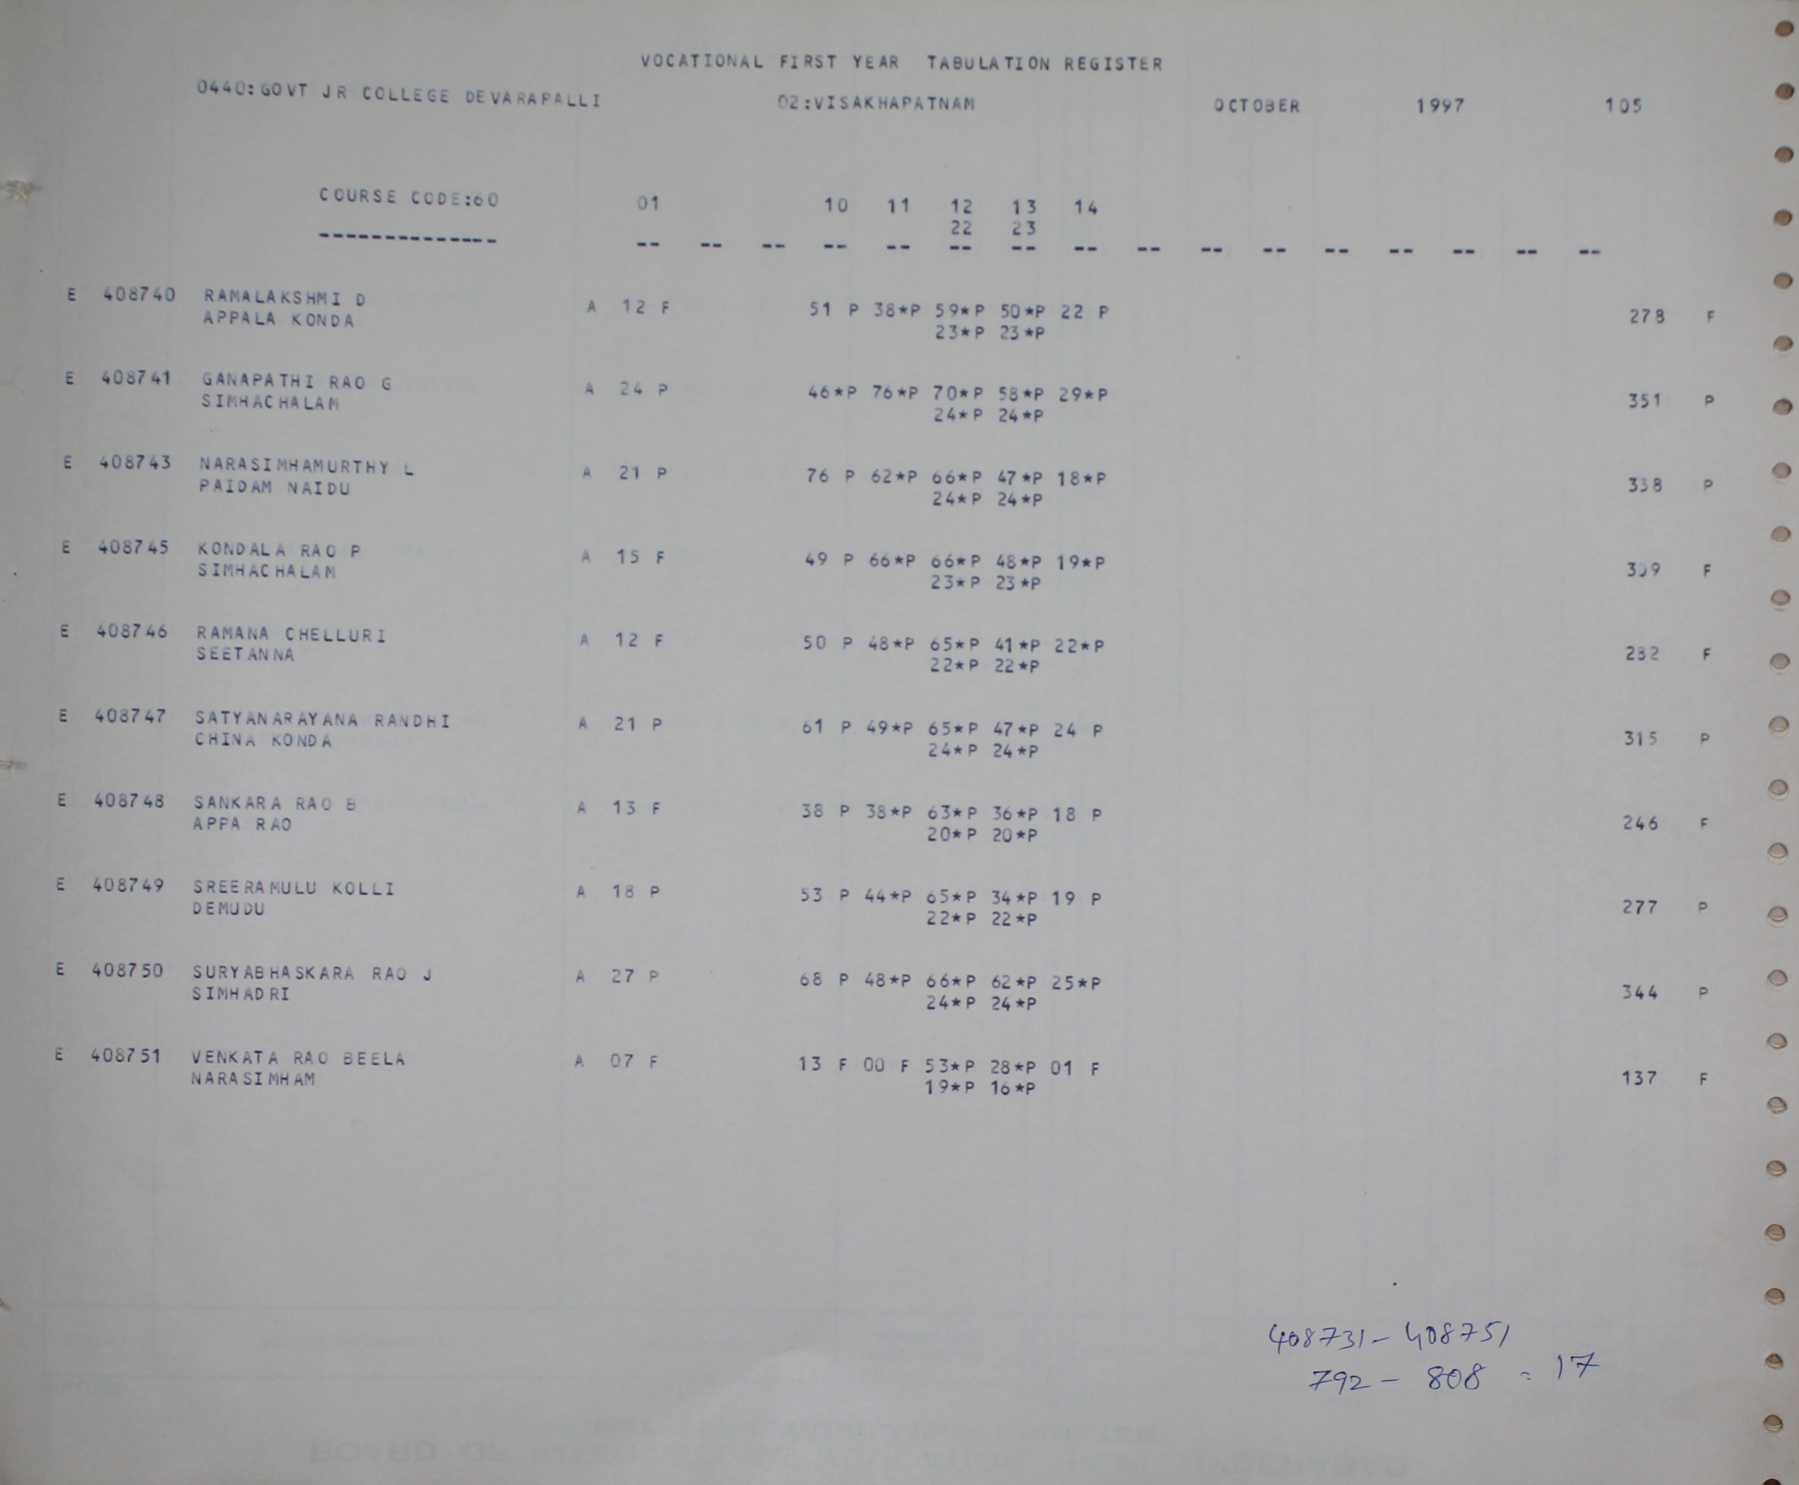 VOCATIONAL FIRST YEAR TABULATION REGISTER
0440:GOVT JR COLLEGE DEVARAPALLI 02:VISAKHAPATNAM OCTOBER 1997 105
COURSE CODE:60 01 10 11 12 13 14
22 23
-------------- -- -- -- -- -- -- -- -- -- -- -- -- -- -- -- --
E 408740 RAMALAKSHMI D A 12 F 51 P 38*P 59*P 50*P 22 P 278 F
APPALA KONDA 23*P 23*P
E 408741 GANAPATHI RAO G A 24 P 46*P 76*P 70*P 58*P 29*P 351 P
SIMHACHALAM 24*P 24*P
E 408743 NARASIMHAMURTHY L A 21 P 76 P 62*P 66*P 47*P 18*P 338 P
PAIDAM NAIDU 24*P 24*P
E 408745 KONDALA RAO P A 15 F 49 P 66*P 66*P 48*P 19*P 309 F
SIMHACHALAM 23*P 23*P
E 408746 RAMANA CHELLURI A 12 F 50 P 48*P 65*P 41*P 22*P 282 F
SEETANNA 22*P 22*P
E 408747 SATYANARAYANA RANDHI A 21 P 61 P 49*P 65*P 47*P 24 P 315 P
CHINA KONDA 24*P 24*P
E 408748 SANKARA RAO B A 13 F 38 P 38*P 63*P 36*P 18 P 246 F
APPA RAO 20*P 20*P
E 408749 SREERAMULU KOLLI A 18 P 53 P 44*P 65*P 34*P 19 P 277 P
DEMUDU 22*P 22*P
E 408750 SURYABHASKARA RAO J A 27 P 68 P 48*P 66*P 62*P 25*P 344 P
SIMHADRI 24*P 24*P
E 408751 VENKATA RAO BEELA A 07 F 13 F 00 F 53*P 28*P 01 F 137 F
NARASIMHAM 19*P 16*P
408731-408751
792 - 808 = 17